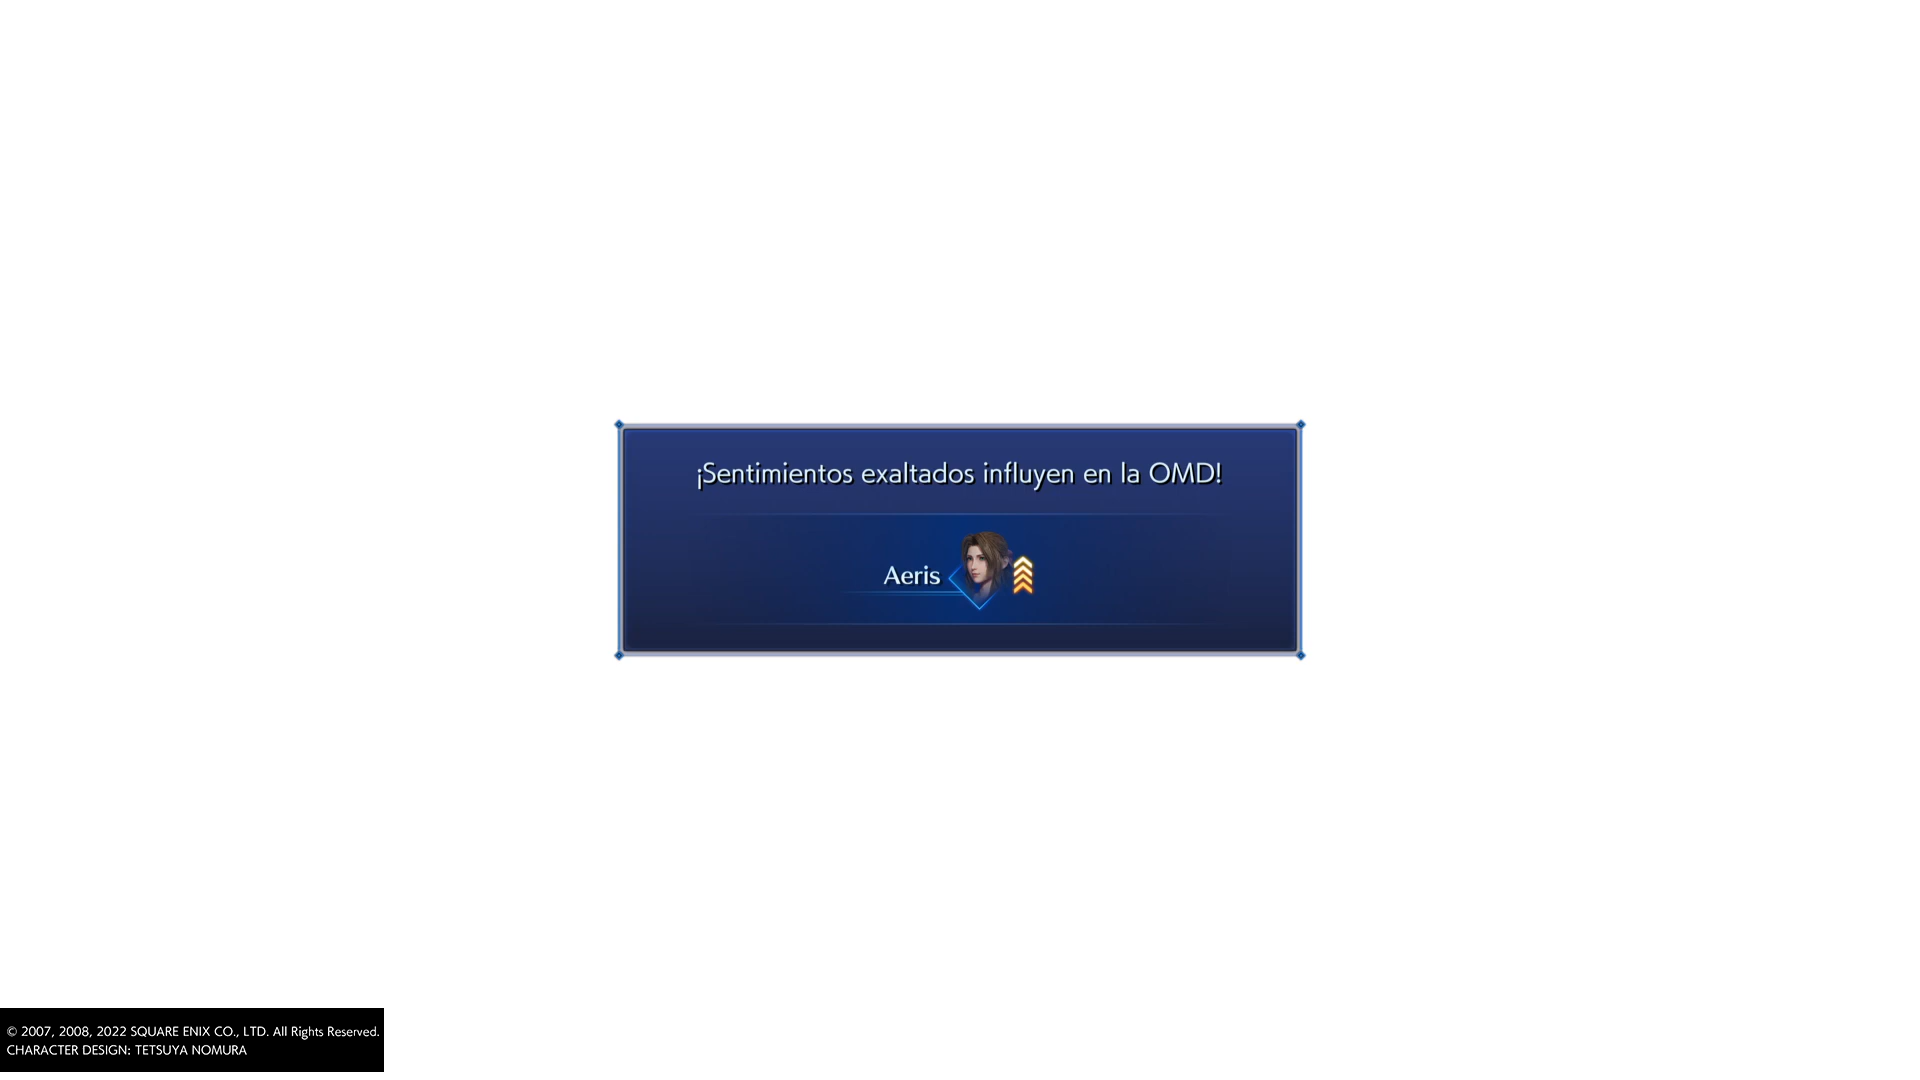 ¡Sentimientos exaltados influyen en la OMD!
Aeris
© 2007, 2008, 2022 SQUARE ENIX CO., LTD. All Rights Reserved.
CHARACTER DESIGN: TETSUYA NOMURA